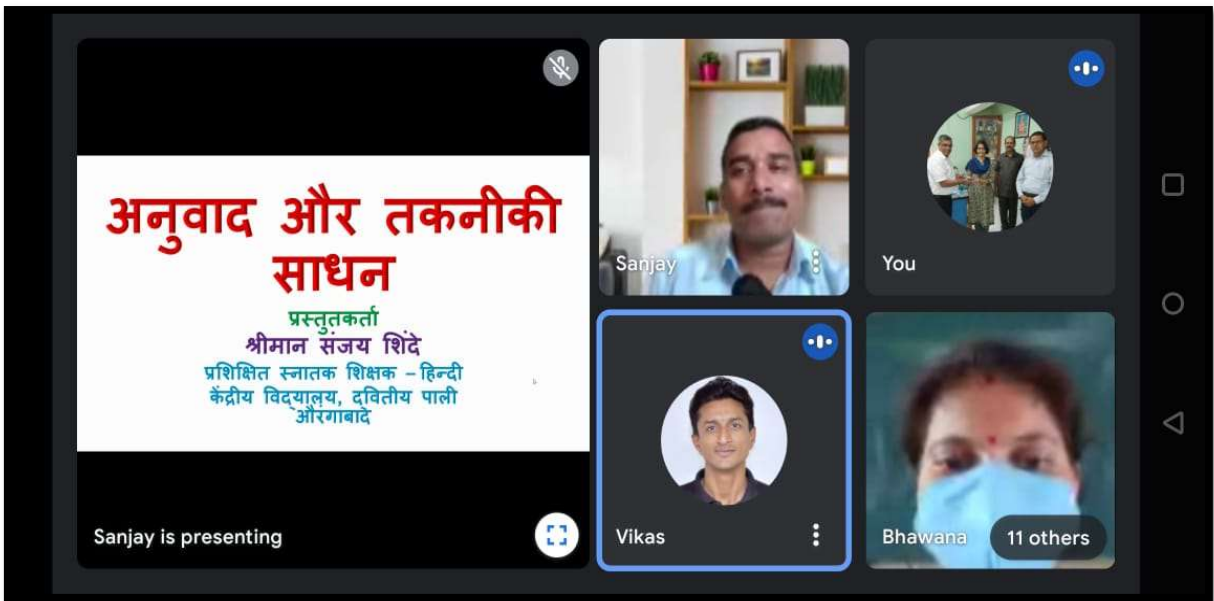 अनुवाद और तकनीकी
साधन
प्रस्तुतकर्ता
श्रीमान संजय शिंदे
प्रशिक्षित स्नातक शिक्षक – हिन्दी
केंद्रीय विद्यालय, द्वितीय पाली
औरंगाबादे
Sanjay is presenting
Sanjay
You
Vikas
Bhawana
11 others